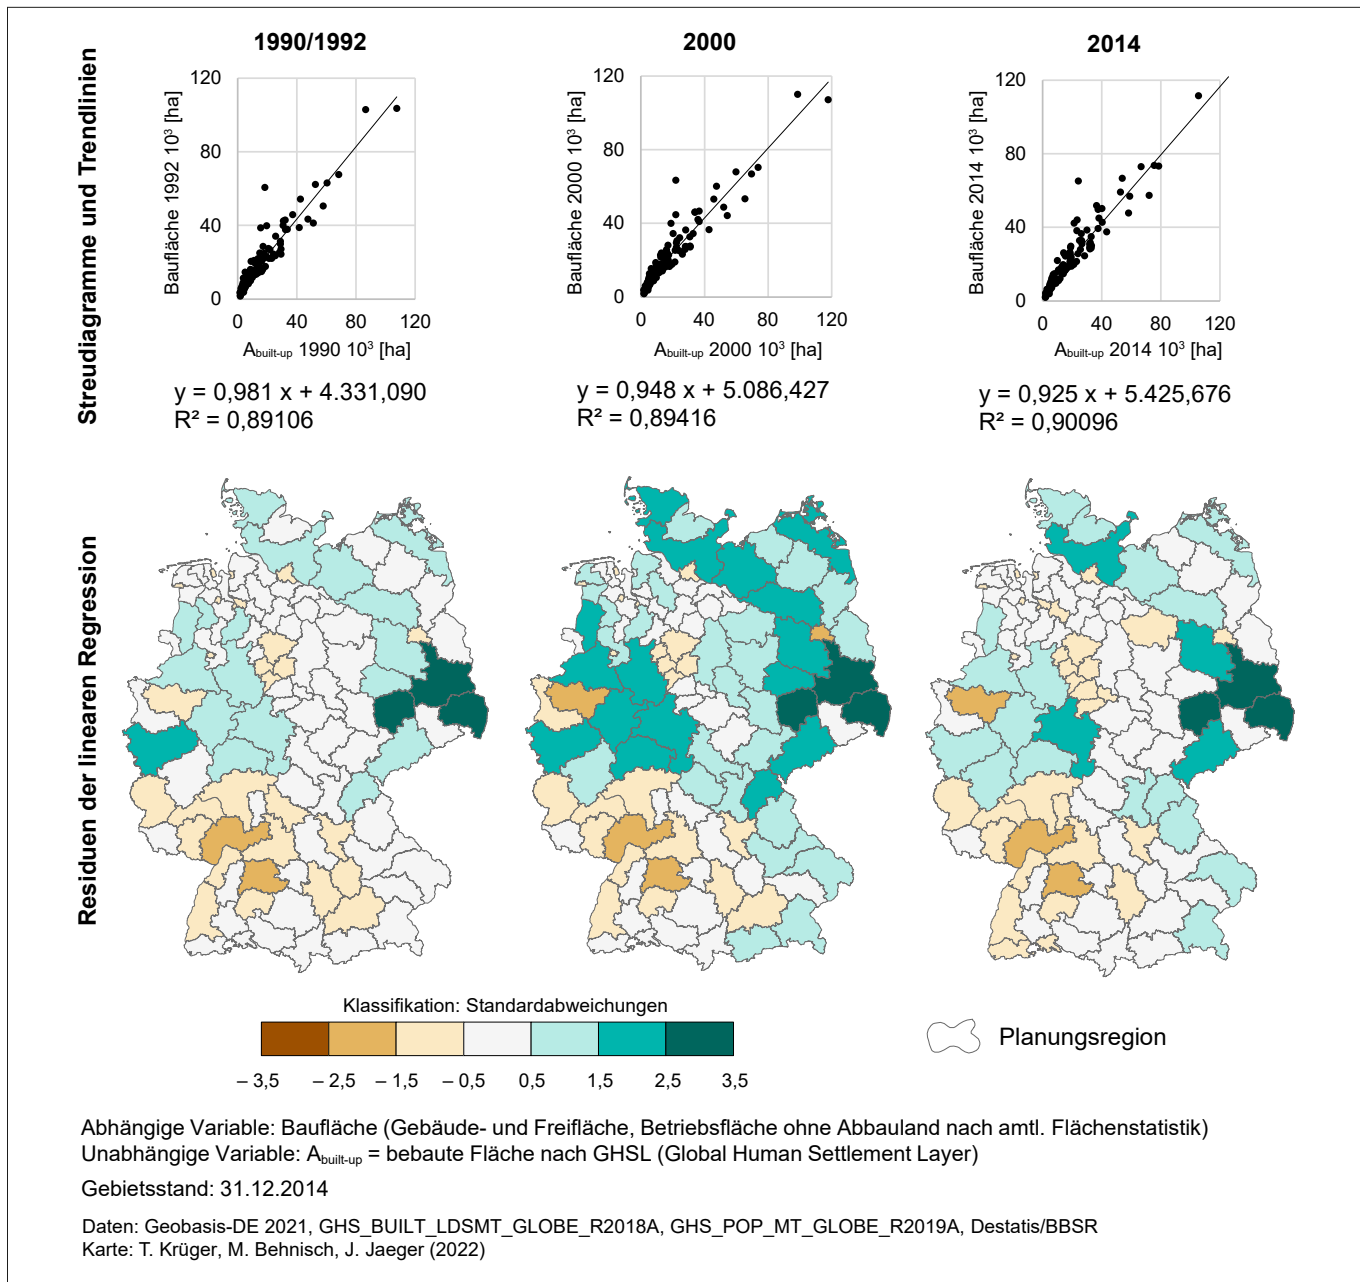 1990/1992
2000
2014
Streudiagramme und Trendlinien
Baufläche 1992 10³ [ha]
120
80
40
0
0 40 80 120
A_built-up 1990 10³ [ha]
y = 0,981 x + 4.331,090
R² = 0,89106
Baufläche 2000 10³ [ha]
120
80
40
0
0 40 80 120
A_built-up 2000 10³ [ha]
y = 0,948 x + 5.086,427
R² = 0,89416
Baufläche 2014 10³ [ha]
120
80
40
0
0 40 80 120
A_built-up 2014 10³ [ha]
y = 0,925 x + 5.425,676
R² = 0,90096
Residuen der linearen Regression
Klassifikation: Standardabweichungen
– 3,5 – 2,5 – 1,5 – 0,5 0,5 1,5 2,5 3,5
Planungsregion
Abhängige Variable: Baufläche (Gebäude- und Freifläche, Betriebsfläche ohne Abbauland nach amtl. Flächenstatistik)
Unabhängige Variable: A_built-up = bebaute Fläche nach GHSL (Global Human Settlement Layer)
Gebietsstand: 31.12.2014
Daten: Geobasis-DE 2021, GHS_BUILT_LDSMT_GLOBE_R2018A, GHS_POP_MT_GLOBE_R2019A, Destatis/BBSR
Karte: T. Krüger, M. Behnisch, J. Jaeger (2022)